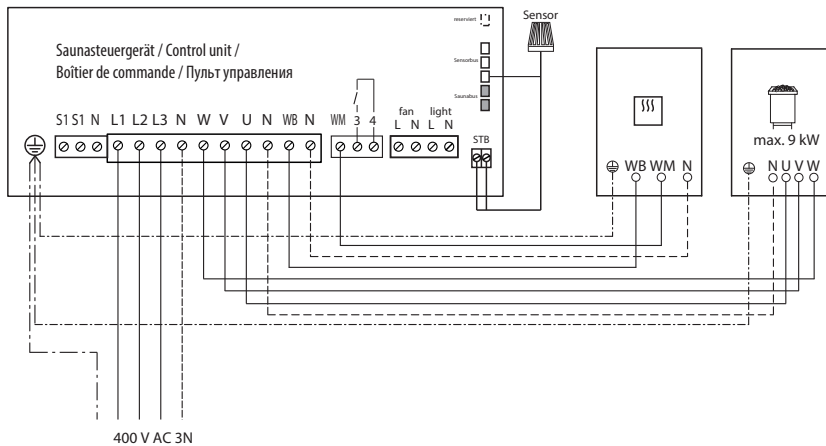 reserviert
Sensor
Saunasteuergerät / Control unit /
Boîtier de commande / Пульт управления
Sensorbus
Saunabus
fan light
S1 S1 N L1 L2 L3 N W V U N WB N WM 3 4 L N L N
STB
max. 9 kW
WB WM N
N U V W
400 V AC 3N